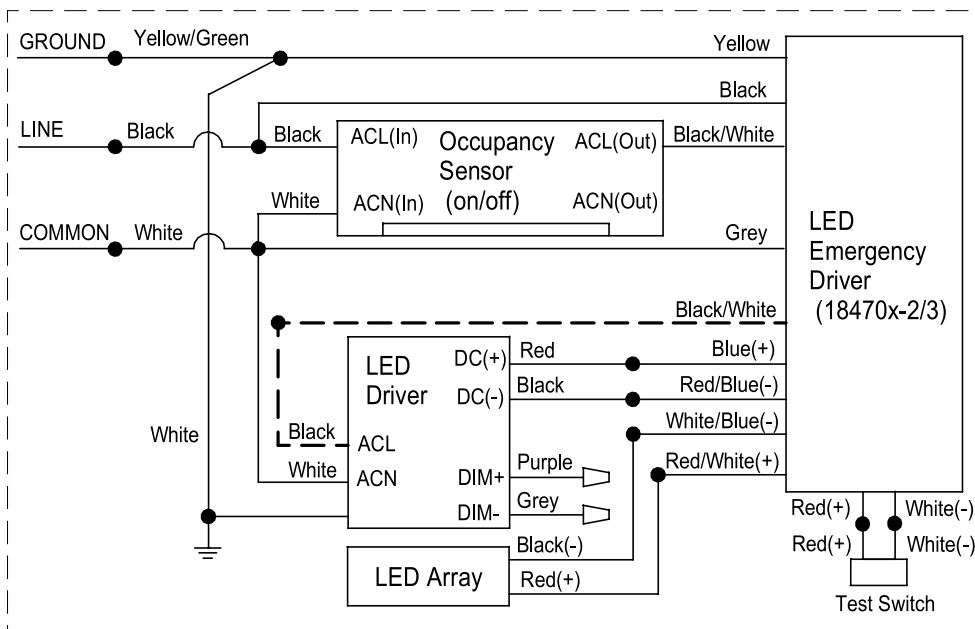 GROUND Yellow/Green Yellow
Black
LINE Black Black ACL(In) Occupancy Sensor (on/off) ACL(Out) Black/White
White ACN(In) ACN(Out)
COMMON White Grey
LED
Emergency
Driver
(18470x-2/3)
Black/White
LED
Driver
DC(+) Red Blue(+)
DC(-) Black Red/Blue(-)
White/Blue(-)
White
Black ACL
Red/White(+)
White ACN
DIM+ Purple
DIM- Grey
Red(+) White(-)
Red(+) White(-)
Black(-)
LED Array
Red(+)
Test Switch